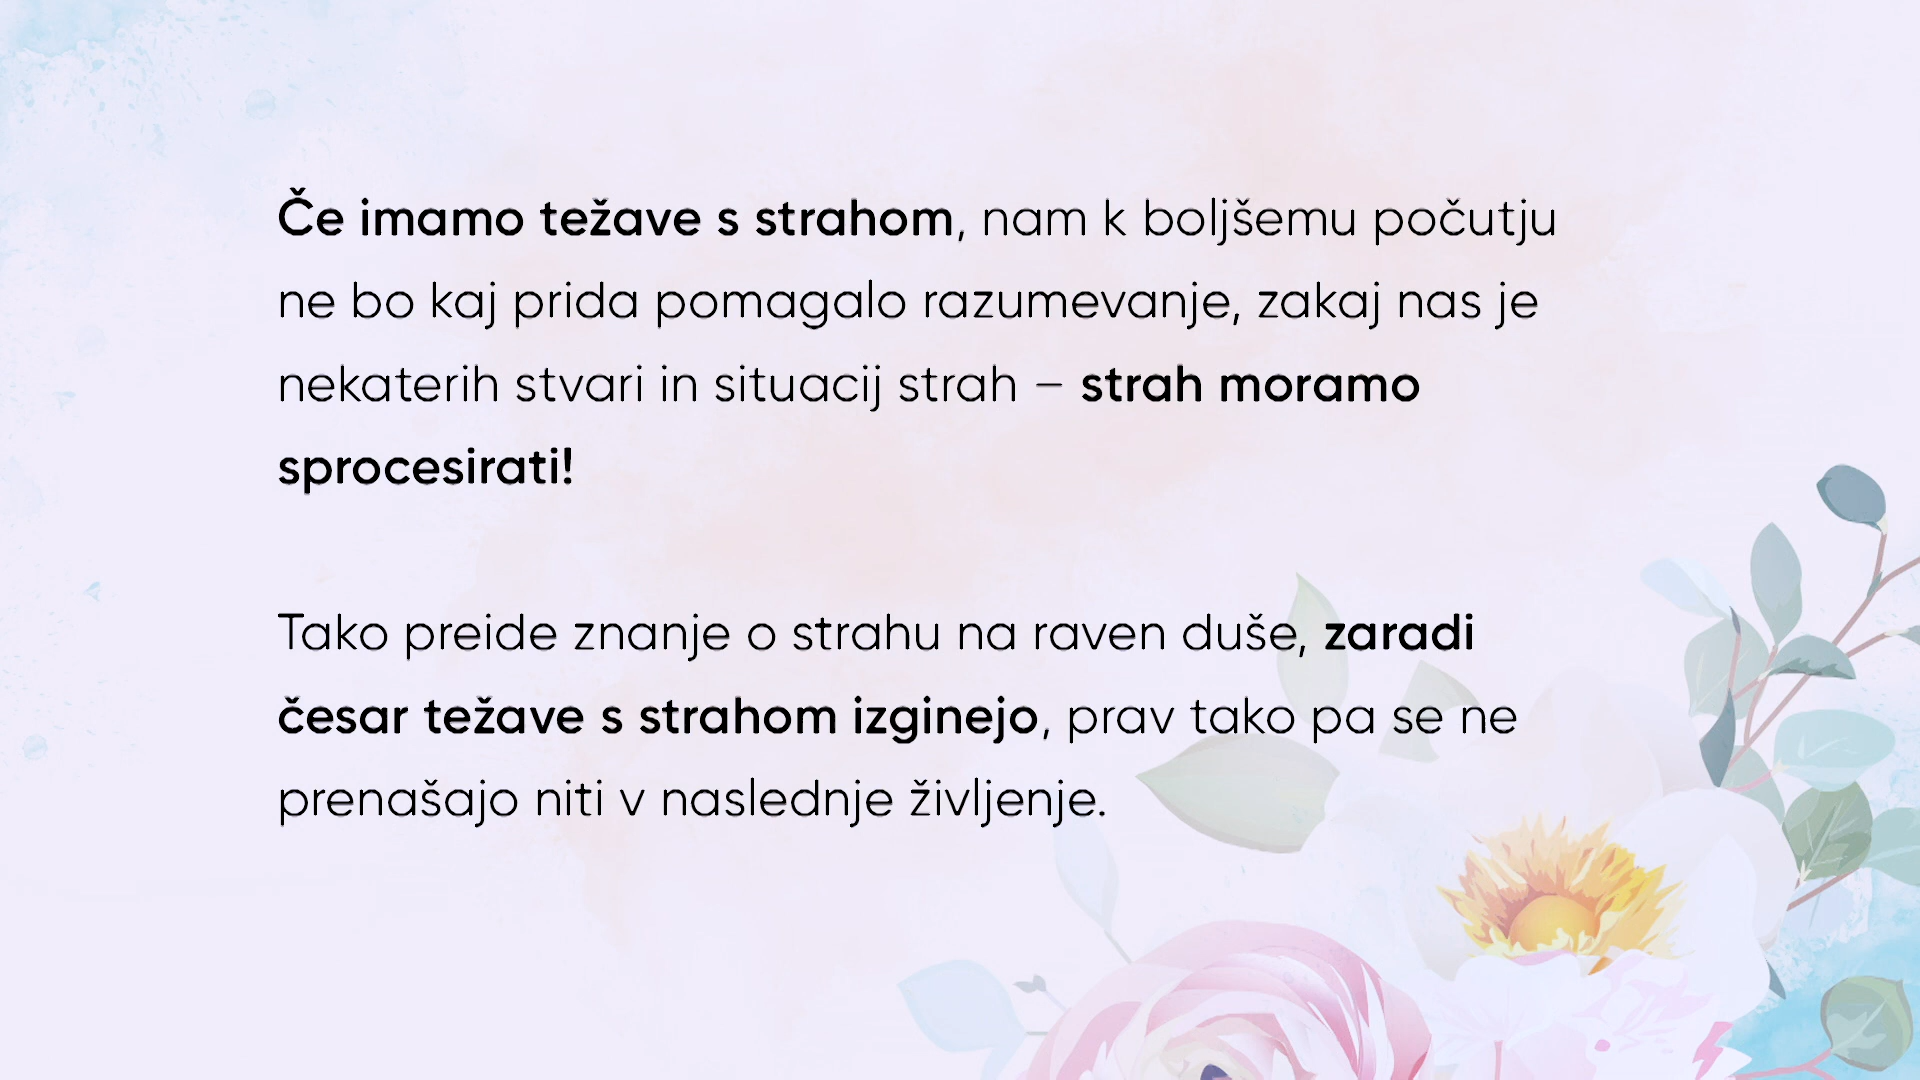 Če imamo težave s strahom, nam k boljšemu počutju
ne bo kaj prida pomagalo razumevanje, zakaj nas je
nekaterih stvari in situacij strah – strah moramo
sprocesirati!
Tako preide znanje o strahu na raven duše, zaradi
česar težave s strahom izginejo, prav tako pa se ne
prenašajo niti v naslednje življenje.